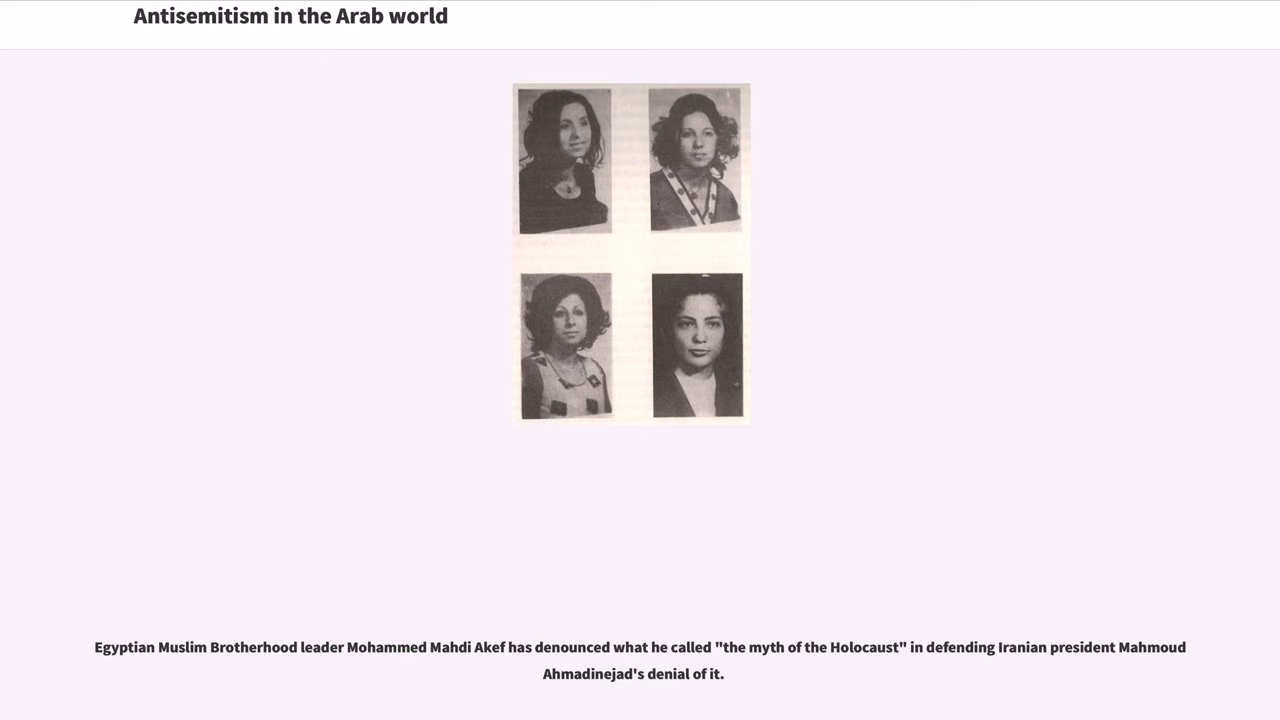 Antisemitism in the Arab world
Egyptian Muslim Brotherhood leader Mohammed Mahdi Akef has denounced what he called "the myth of the Holocaust" in defending Iranian president Mahmoud
Ahmadinejad's denial of it.